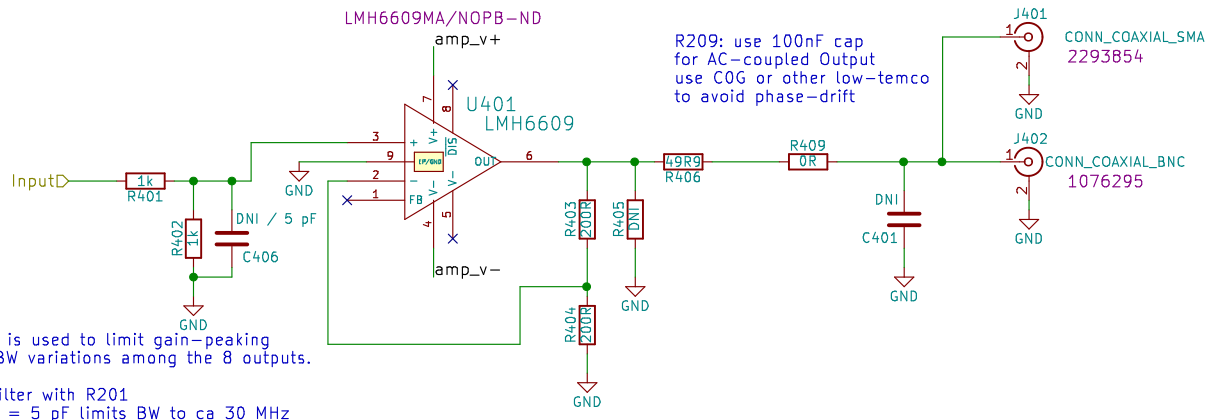 LMH6609MA/NOPB-ND
amp_v+
J401
CONN_COAXIAL_SMA
2293854
1
2
GND
R209: use 100nF cap
for AC-coupled Output
use C0G or other low-temco
to avoid phase-drift
U401
LMH6609
7
8
V+
DIS
3
+
9
EP/GND
OUT
6
2
-
1
FB
V-
V-
4
5
GND
amp_v-
Input
1k
R401
R402
1k
DNI / 5 pF
C406
GND
R403
200R
R405
DNI
GND
R404
200R
GND
49R9
R406
R409
0R
DNI
C401
GND
J402
CONN_COAXIAL_BNC
1076295
1
2
GND
is used to limit gain-peaking
BW variations among the 8 outputs.
ilter with R201
= 5 pF limits BW to ca 30 MHz